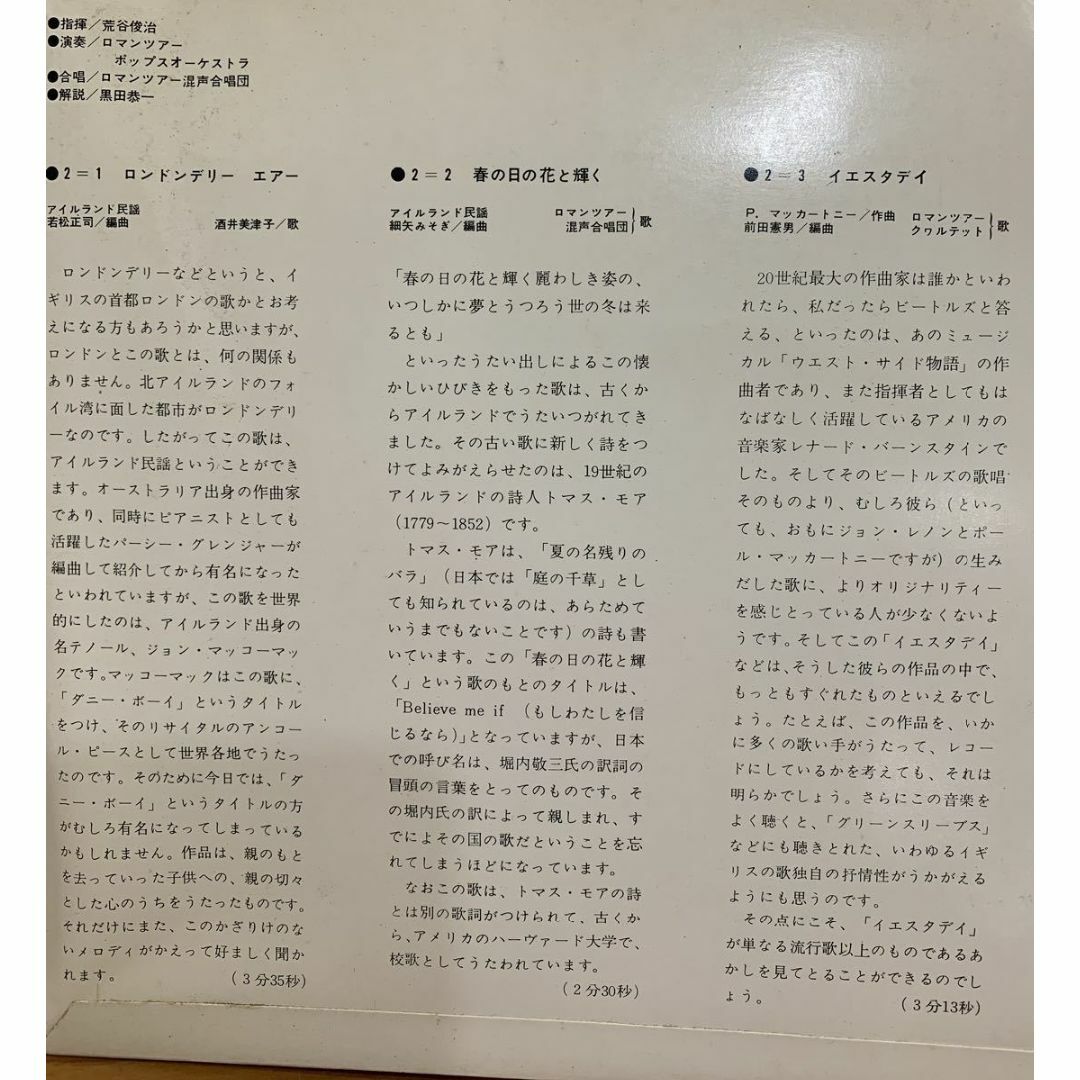 ●指揮／荒谷俊治
●演奏／ロマンツアー
ポップスオーケストラ
●合唱／ロマンツアー混声合唱団
●解説／黒田恭一
●2＝1 ロンドンデリー エアー
アイルランド民謡
若松正司／編曲 酒井美津子／歌
ロンドンデリーなどというと、イ
ギリスの首都ロンドンの歌かとお考
えになる方もあろうかと思いますが、
ロンドンとこの歌とは、何の関係も
ありません。北アイルランドのフォ
イル湾に面した都市がロンドンデリ
ーなのです。したがってこの歌は、
アイルランド民謡ということができ
ます。オーストラリア出身の作曲家
であり、同時にピアニストとしても
活躍したパーシー・グレンジャーが
編曲して紹介してから有名になった
といわれていますが、この歌を世界
的にしたのは、アイルランド出身の
名テノール、ジョン・マッコーマッ
クです。マッコーマックはこの歌に、
「ダニー・ボーイ」というタイトル
をつけ、そのリサイタルのアンコー
ル・ピースとして世界各地でうたっ
たのです。そのために今日では、「ダ
ニー・ボーイ」というタイトルの方
がむしろ有名になってしまっている
かもしれません。作品は、親のもと
を去っていった子供への、親の切々
とした心のうちをうたったものです。
それだけにまた、このかざりけのな
いメロディがかえって好ましく聞か
れます。 （3分35秒）
●2＝2 春の日の花と輝く
アイルランド民謡 ロマンツアー
細矢みそぎ／編曲 混声合唱団｝歌
「春の日の花と輝く麗わしき姿の、
いつしかに夢とうつろう世の冬は来
るとも」
といったうたい出しによるこの懐
かしいひびきをもった歌は、古くか
らアイルランドでうたいつがれてき
ました。その古い歌に新しく詩をつ
けてよみがえらせたのは、19世紀の
アイルランドの詩人トマス・モア
（1779～1852）です。
トマス・モアは、「夏の名残りの
バラ」（日本では「庭の千草」とし
ても知られているのは、あらためて
いうまでもないことです）の詩も書
いています。この「春の日の花と輝
く」という歌のもとのタイトルは、
「Believe me if （もしわたしを信
じるなら）」となっていますが、日本
での呼び名は、堀内敬三氏の訳詞の
冒頭の言葉をとってのものです。そ
の堀内氏の訳によって親しまれ、す
でによその国の歌だということを忘
れてしまうほどになっています。
なおこの歌は、トマス・モアの詩
とは別の歌詞がつけられて、古くか
ら、アメリカのハーヴァード大学で、
校歌としてうたわれています。
（2分30秒）
●2＝3 イエスタデイ
P．マッカートニー／作曲 ロマンツアー
前田憲男／編曲 クヮルテット｝歌
20世紀最大の作曲家は誰かといわ
れたら、私だったらビートルズと答
える、といったのは、あのミュージ
カル「ウエスト・サイド物語」の作
曲者であり、また指揮者としてもは
なばなしく活躍しているアメリカの
音楽家レナード・バーンスタインで
した。そしてそのビートルズの歌唱
そのものより、むしろ彼ら（といっ
ても、おもにジョン・レノンとポー
ル・マッカートニーですが）の生み
だした歌に、よりオリジナリティー
を感じとっている人が少なくないよ
うです。そしてこの「イエスタデイ」
などは、そうした彼らの作品の中で、
もっともすぐれたものといえるでし
ょう。たとえば、この作品を、いか
に多くの歌い手がうたって、レコー
ドにしているかを考えても、それは
明らかでしょう。さらにこの音楽を
よく聴くと、「グリーンスリーブス」
などにも聴きとれた、いわゆるイギ
リスの歌独自の抒情性がうかがえる
ようにも思うのです。
その点にこそ、「イエスタデイ」
が単なる流行歌以上のものであるあ
かしを見てとることができるのでし
ょう。 （3分13秒）